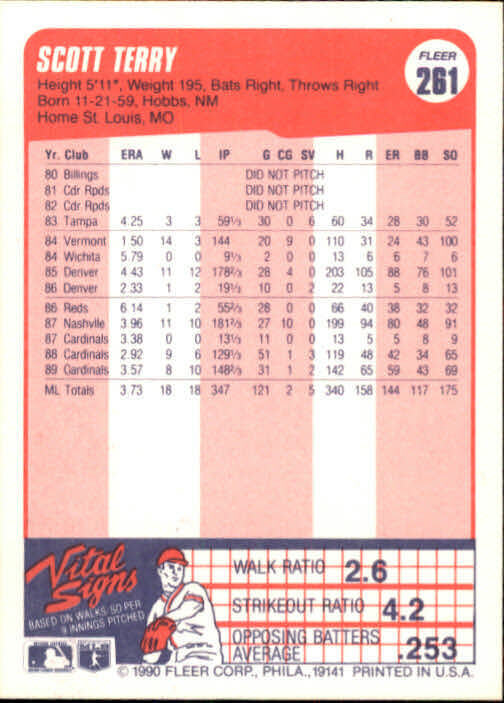 SCOTT TERRY
FLEER
261
Height 5'11", Weight 195, Bats Right, Throws Right
Born 11-21-59, Hobbs, NM
Home St. Louis, MO
Yr. Club ERA W L IP G CG SV H R ER BB SO
80 Billings DID NOT PITCH
81 Cdr Rpds DID NOT PITCH
82 Cdr Rpds DID NOT PITCH
83 Tampa 4.25 3 3 59⅓ 30 0 6 60 34 28 30 52
84 Vermont 1.50 14 3 144 20 9 0 110 31 24 43 100
84 Wichita 5.79 0 0 9⅓ 2 0 0 13 6 6 7 6
85 Denver 4.43 11 12 178⅔ 28 4 0 203 105 88 76 101
86 Denver 2.33 1 2 19⅓ 10 0 2 22 13 5 8 13
86 Reds 6.14 1 2 55⅔ 28 0 0 66 40 38 32 32
87 Nashvlle 3.96 11 10 181⅔ 27 10 0 199 94 80 48 91
87 Cardinals 3.38 0 0 13⅓ 11 0 0 13 5 5 8 9
88 Cardinals 2.92 9 6 129⅓ 51 1 3 119 48 42 34 65
89 Cardinals 3.57 8 10 148⅔ 31 1 2 142 65 59 43 69
ML Totals 3.73 18 18 347 121 2 5 340 158 144 117 175
Vital
Signs
BASED ON WALKS, SO PER
9 INNINGS PITCHED
WALK RATIO 2.6
STRIKEOUT RATIO 4.2
OPPOSING BATTERS
AVERAGE .253
© 1990 FLEER CORP., PHILA., 19141 PRINTED IN U.S.A.